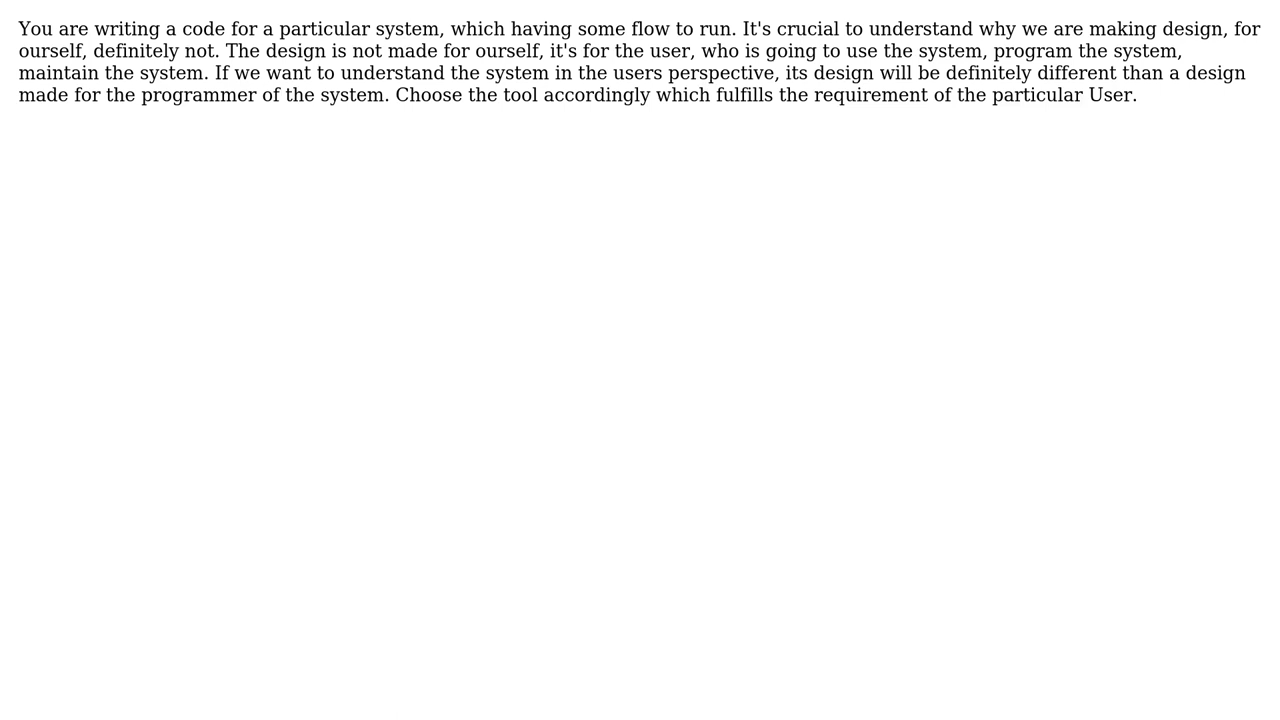 You are writing a code for a particular system, which having some flow to run. It's crucial to understand why we are making design, for
ourself, definitely not. The design is not made for ourself, it's for the user, who is going to use the system, program the system,
maintain the system. If we want to understand the system in the users perspective, its design will be definitely different than a design
made for the programmer of the system. Choose the tool accordingly which fulfills the requirement of the particular User.